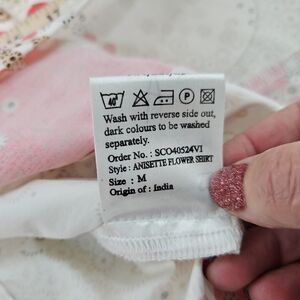 40°
P
Wash with reverse side out,
dark colours to be washed
separately.
Order No. : SCO40524VI
Style : ANISETTE FLOWER SHIRT
Size : M
Origin of : India